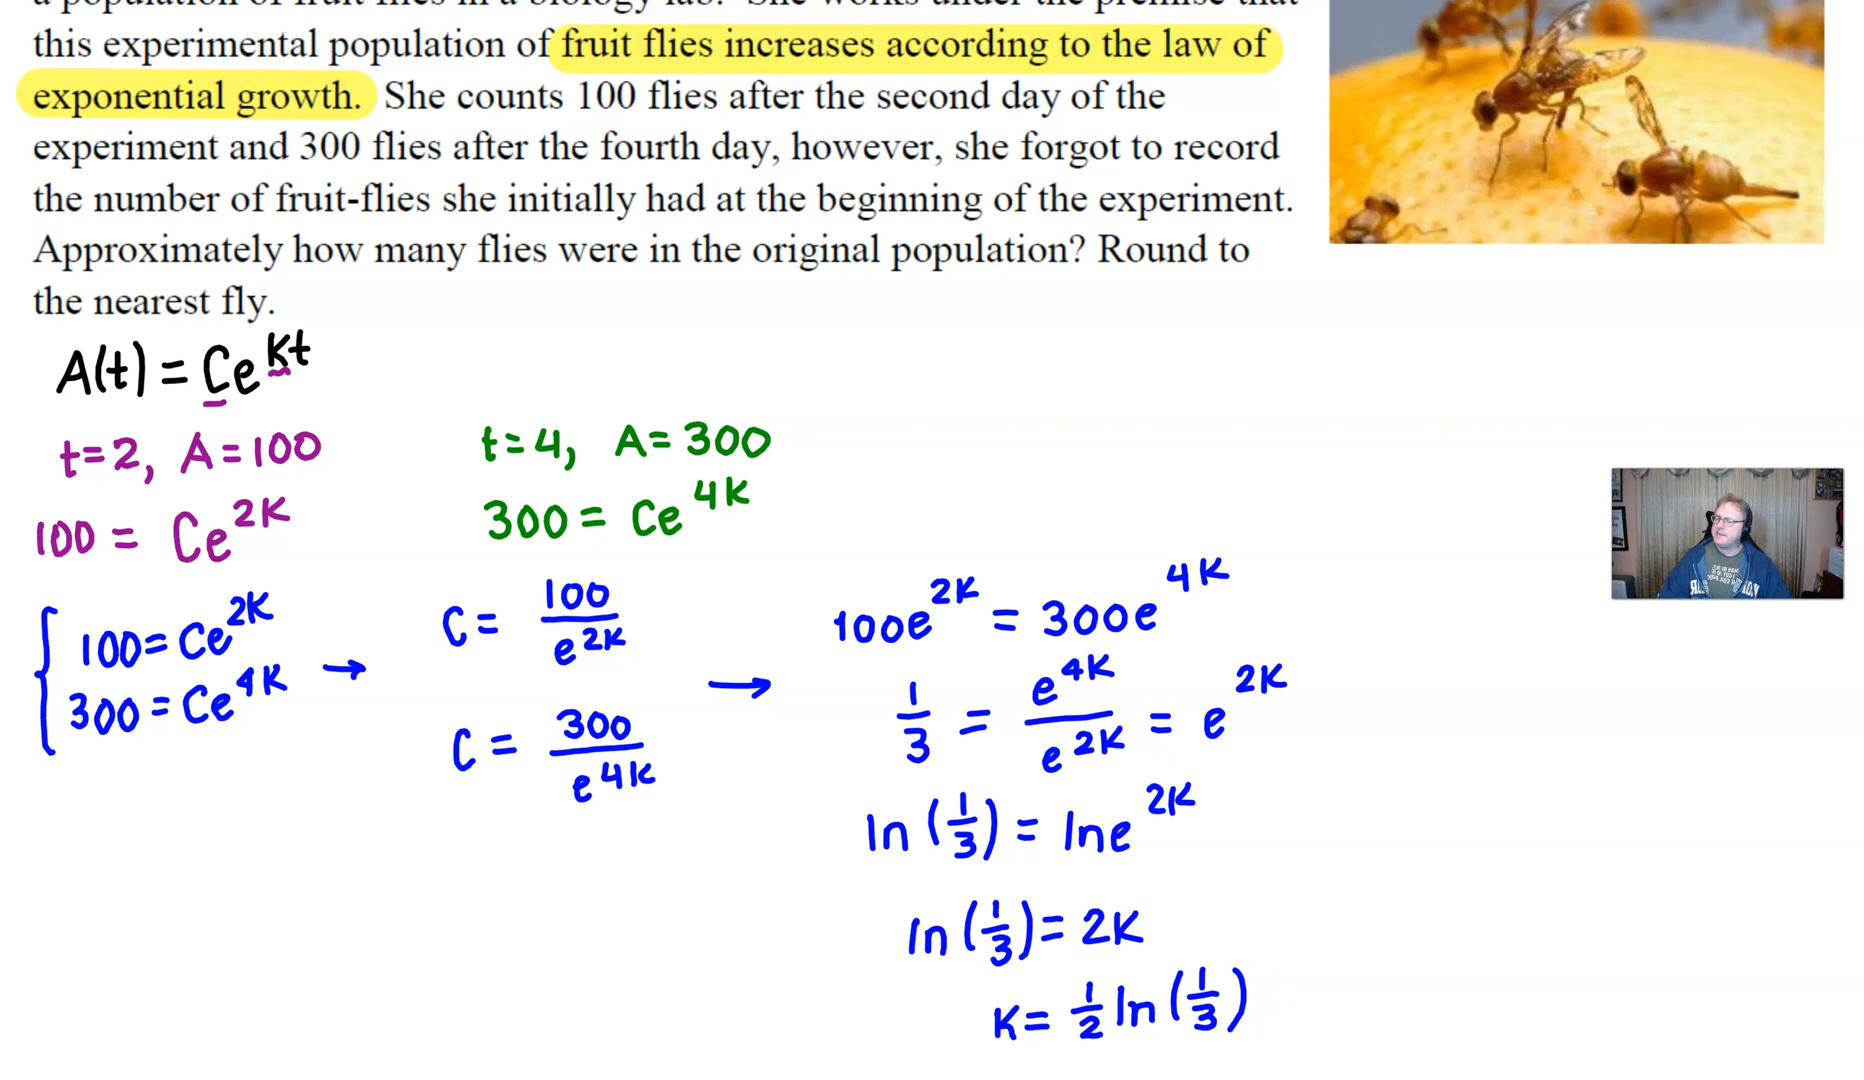 this experimental population of fruit flies increases according to the law of
exponential growth. She counts 100 flies after the second day of the
experiment and 300 flies after the fourth day, however, she forgot to record
the number of fruit-flies she initially had at the beginning of the experiment.
Approximately how many flies were in the original population? Round to
the nearest fly.
A(t) = Ce^{kt}
t=2, A=100
100 = Ce^{2K}
t=4, A=300
300 = Ce^{4K}
100=Ce^{2K}
300=Ce^{4K}
→
C = 100/e^{2K}
C = 300/e^{4K}
→
100e^{2K} = 300e^{4K}
1/3 = e^{4K}/e^{2K} = e^{2K}
ln(1/3) = lne^{2K}
ln(1/3) = 2K
K = 1/2 ln(1/3)